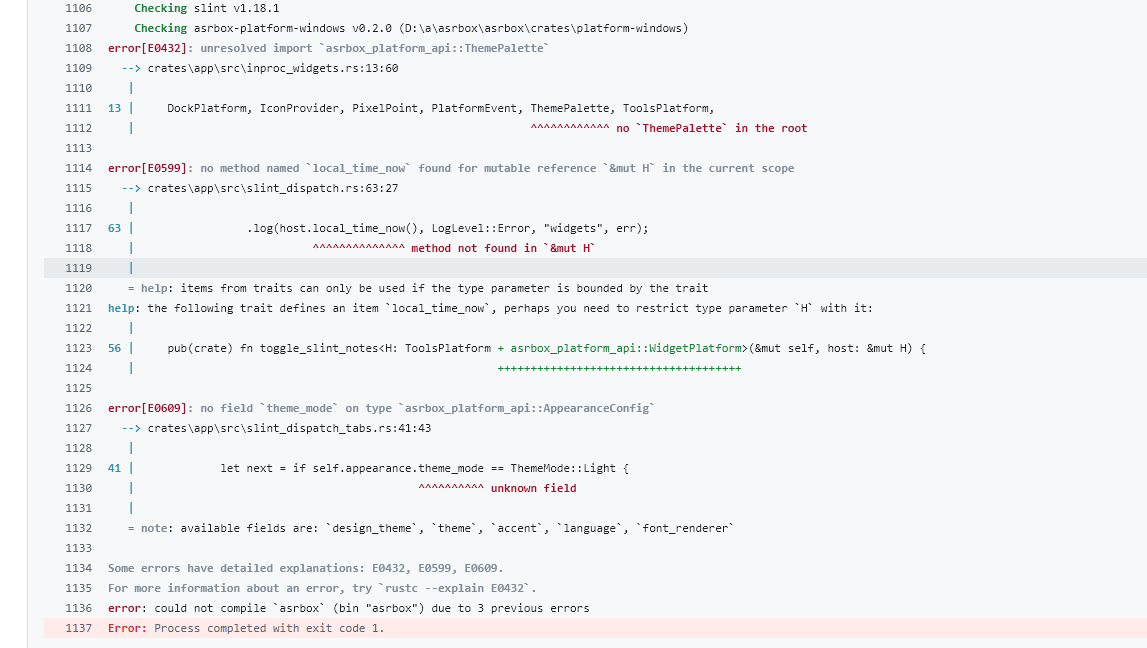 1106 Checking slint v1.18.1
1107 Checking asrbox-platform-windows v0.2.0 (D:\a\asrbox\asrbox\crates\platform-windows)
1108 error[E0432]: unresolved import `asrbox_platform_api::ThemePalette`
1109 --> crates\app\src\inproc_widgets.rs:13:60
1110 |
1111 13 | DockPlatform, IconProvider, PixelPoint, PlatformEvent, ThemePalette, ToolsPlatform,
1112 | ^^^^^^^^^^^^ no `ThemePalette` in the root
1113
1114 error[E0599]: no method named `local_time_now` found for mutable reference `&mut H` in the current scope
1115 --> crates\app\src\slint_dispatch.rs:63:27
1116 |
1117 63 | .log(host.local_time_now(), LogLevel::Error, "widgets", err);
1118 | ^^^^^^^^^^^^^^ method not found in `&mut H`
1119 |
1120 = help: items from traits can only be used if the type parameter is bounded by the trait
1121 help: the following trait defines an item `local_time_now`, perhaps you need to restrict type parameter `H` with it:
1122 |
1123 56 | pub(crate) fn toggle_slint_notes<H: ToolsPlatform + asrbox_platform_api::WidgetPlatform>(&mut self, host: &mut H) {
1124 | +++++++++++++++++++++++++++++++++++++
1125
1126 error[E0609]: no field `theme_mode` on type `asrbox_platform_api::AppearanceConfig`
1127 --> crates\app\src\slint_dispatch_tabs.rs:41:43
1128 |
1129 41 | let next = if self.appearance.theme_mode == ThemeMode::Light {
1130 | ^^^^^^^^^^ unknown field
1131 |
1132 = note: available fields are: `design_theme`, `theme`, `accent`, `language`, `font_renderer`
1133
1134 Some errors have detailed explanations: E0432, E0599, E0609.
1135 For more information about an error, try `rustc --explain E0432`.
1136 error: could not compile `asrbox` (bin "asrbox") due to 3 previous errors
1137 Error: Process completed with exit code 1.